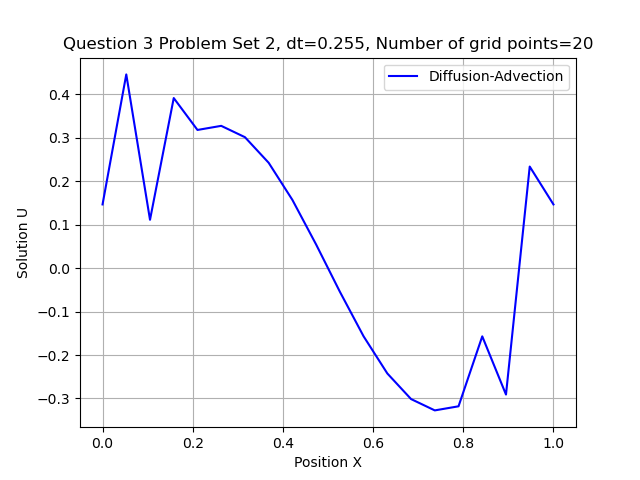 Question 3 Problem Set 2, dt=0.255, Number of grid points=20
Diffusion-Advection
0.4
0.3
0.2
0.1
0.0
−0.1
−0.2
−0.3
Solution U
0.0 0.2 0.4 0.6 0.8 1.0
Position X